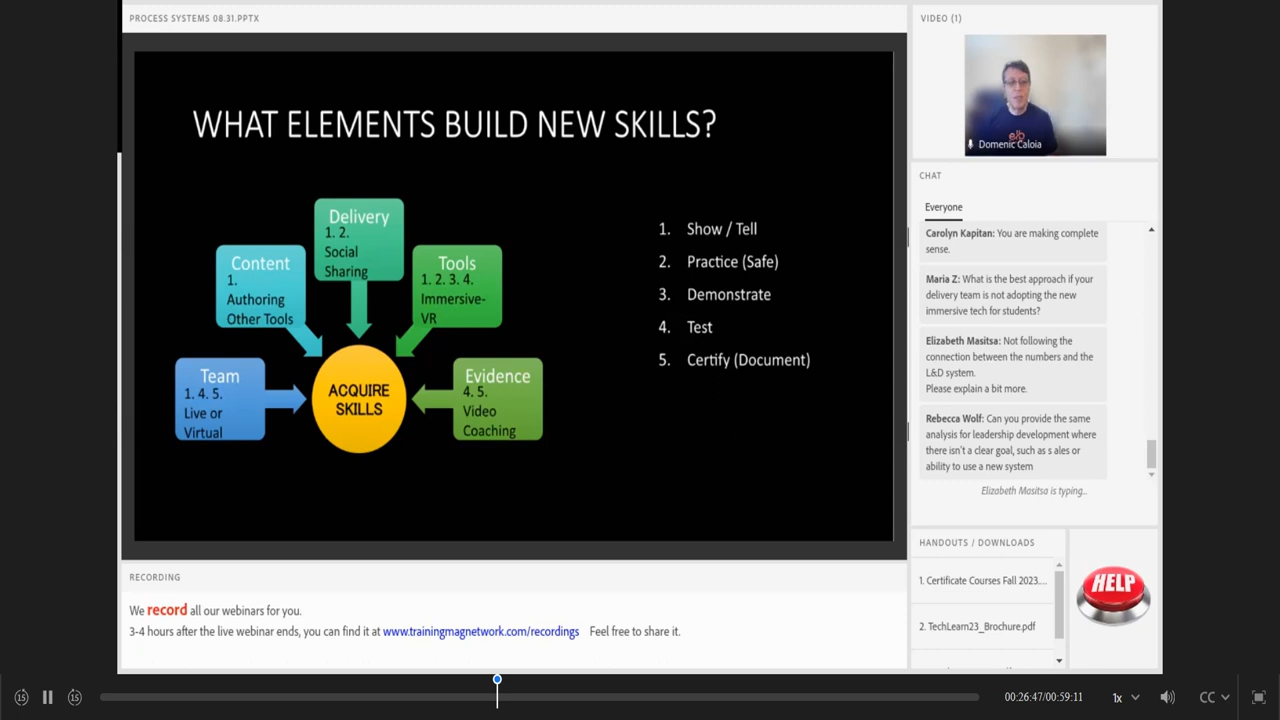 PROCESS SYSTEMS 08.31.PPTX
WHAT ELEMENTS BUILD NEW SKILLS?
Delivery
1. 2.
Social
Sharing
Content
1.
Authoring
Other Tools
Tools
1. 2. 3. 4.
Immersive-
VR
Team
1. 4. 5.
Live or
Virtual
ACQUIRE
SKILLS
Evidence
4. 5.
Video
Coaching
1. Show / Tell
2. Practice (Safe)
3. Demonstrate
4. Test
5. Certify (Document)
VIDEO (1)
Domenic Caloia
CHAT
Everyone
Carolyn Kapitan: You are making complete
sense.
Maria Z: What is the best approach if your
delivery team is not adopting the new
immersive tech for students?
Elizabeth Masitsa: Not following the
connection between the numbers and the
L&D system.
Please explain a bit more.
Rebecca Wolf: Can you provide the same
analysis for leadership development where
there isn't a clear goal, such as s ales or
ability to use a new system
Elizabeth Masitsa is typing..
HANDOUTS / DOWNLOADS
1. Certificate Courses Fall 2023....
2. TechLearn23_Brochure.pdf
HELP
RECORDING
We record all our webinars for you.
3-4 hours after the live webinar ends, you can find it at www.trainingmagnetwork.com/recordings Feel free to share it.
15
15
00:26:47/00:59:11
1x
CC